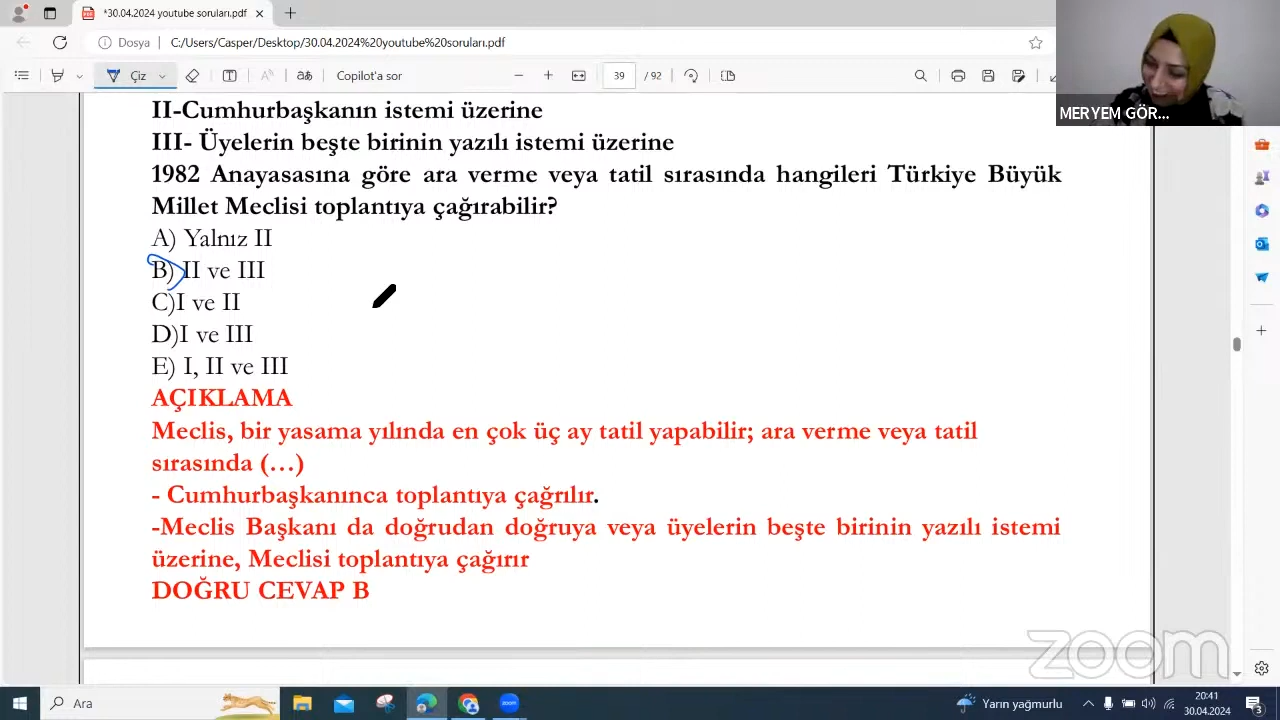 *30.04.2024 youtube soruları.pdf
Dosya C:/Users/Casper/Desktop/30.04.2024%20youtube%20soruları.pdf
Çiz Copilot'a sor 39 / 92
MERYEM GÖR...
II-Cumhurbaşkanın istemi üzerine
III- Üyelerin beşte birinin yazılı istemi üzerine
1982 Anayasasına göre ara verme veya tatil sırasında hangileri Türkiye Büyük
Millet Meclisi toplantıya çağırabilir?
A) Yalnız II
B) II ve III
C)I ve II
D)I ve III
E) I, II ve III
AÇIKLAMA
Meclis, bir yasama yılında en çok üç ay tatil yapabilir; ara verme veya tatil
sırasında (…)
- Cumhurbaşkanınca toplantıya çağrılır.
-Meclis Başkanı da doğrudan doğruya veya üyelerin beşte birinin yazılı istemi
üzerine, Meclisi toplantıya çağırır
DOĞRU CEVAP B
zoom
Ara
zoom
Yarın yağmurlu
20:41
30.04.2024
3